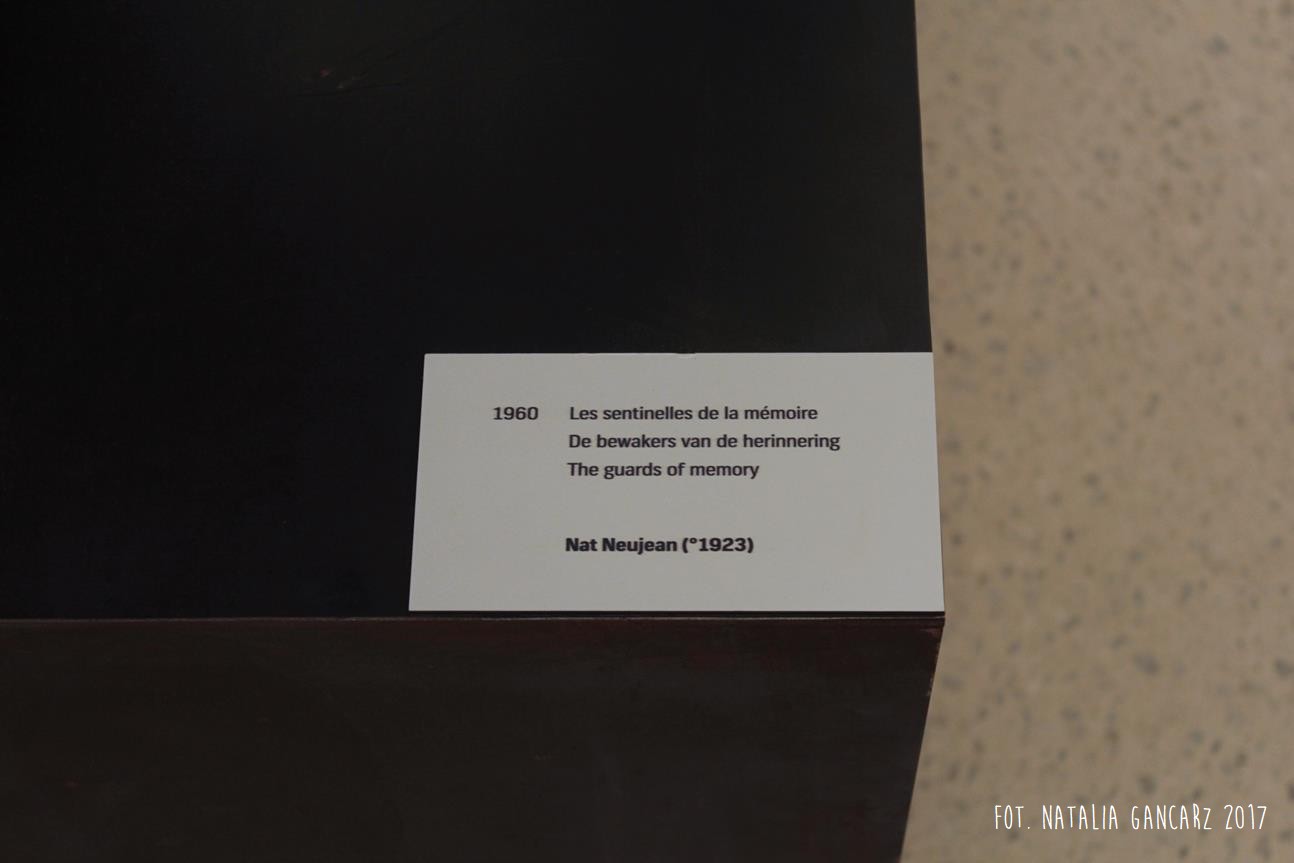 1960 Les sentinelles de la mémoire
De bewakers van de herinnering
The guards of memory
Nat Neujean (°1923)
FOT. NATALIA GANCARZ 2017